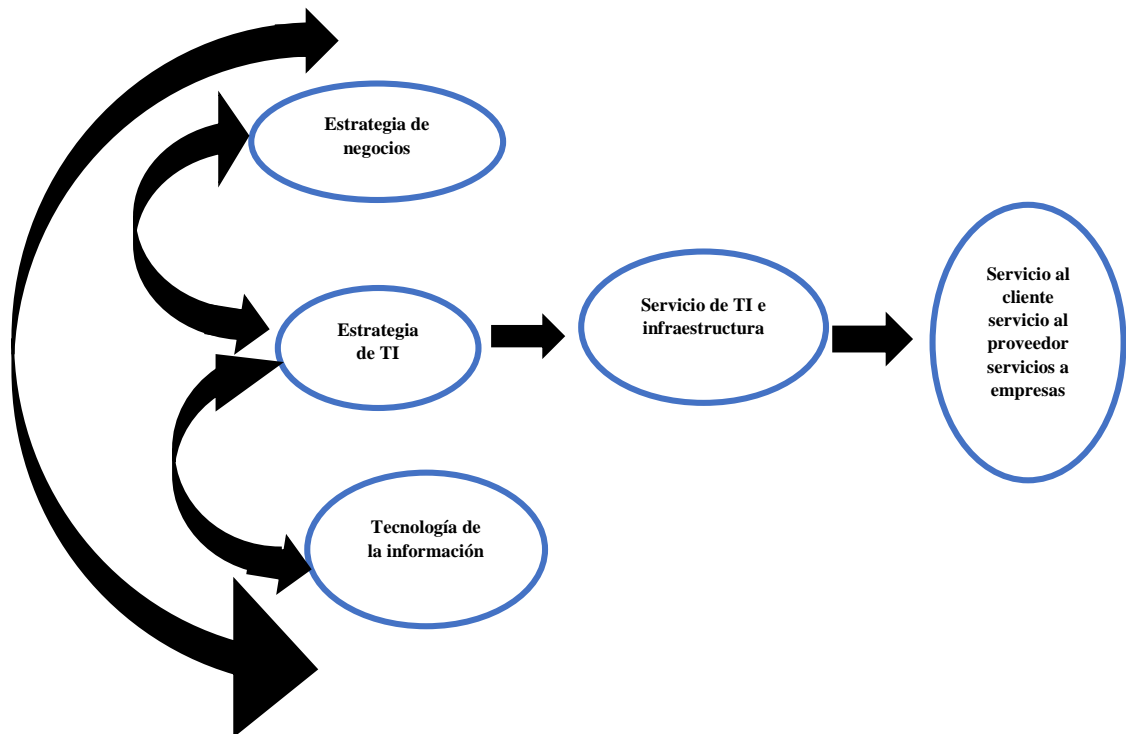 Estrategia de
negocios
Estrategia
de TI
Servicio de TI e
infraestructura
Servicio al
cliente
servicio al
proveedor
servicios a
empresas
Tecnología de
la información